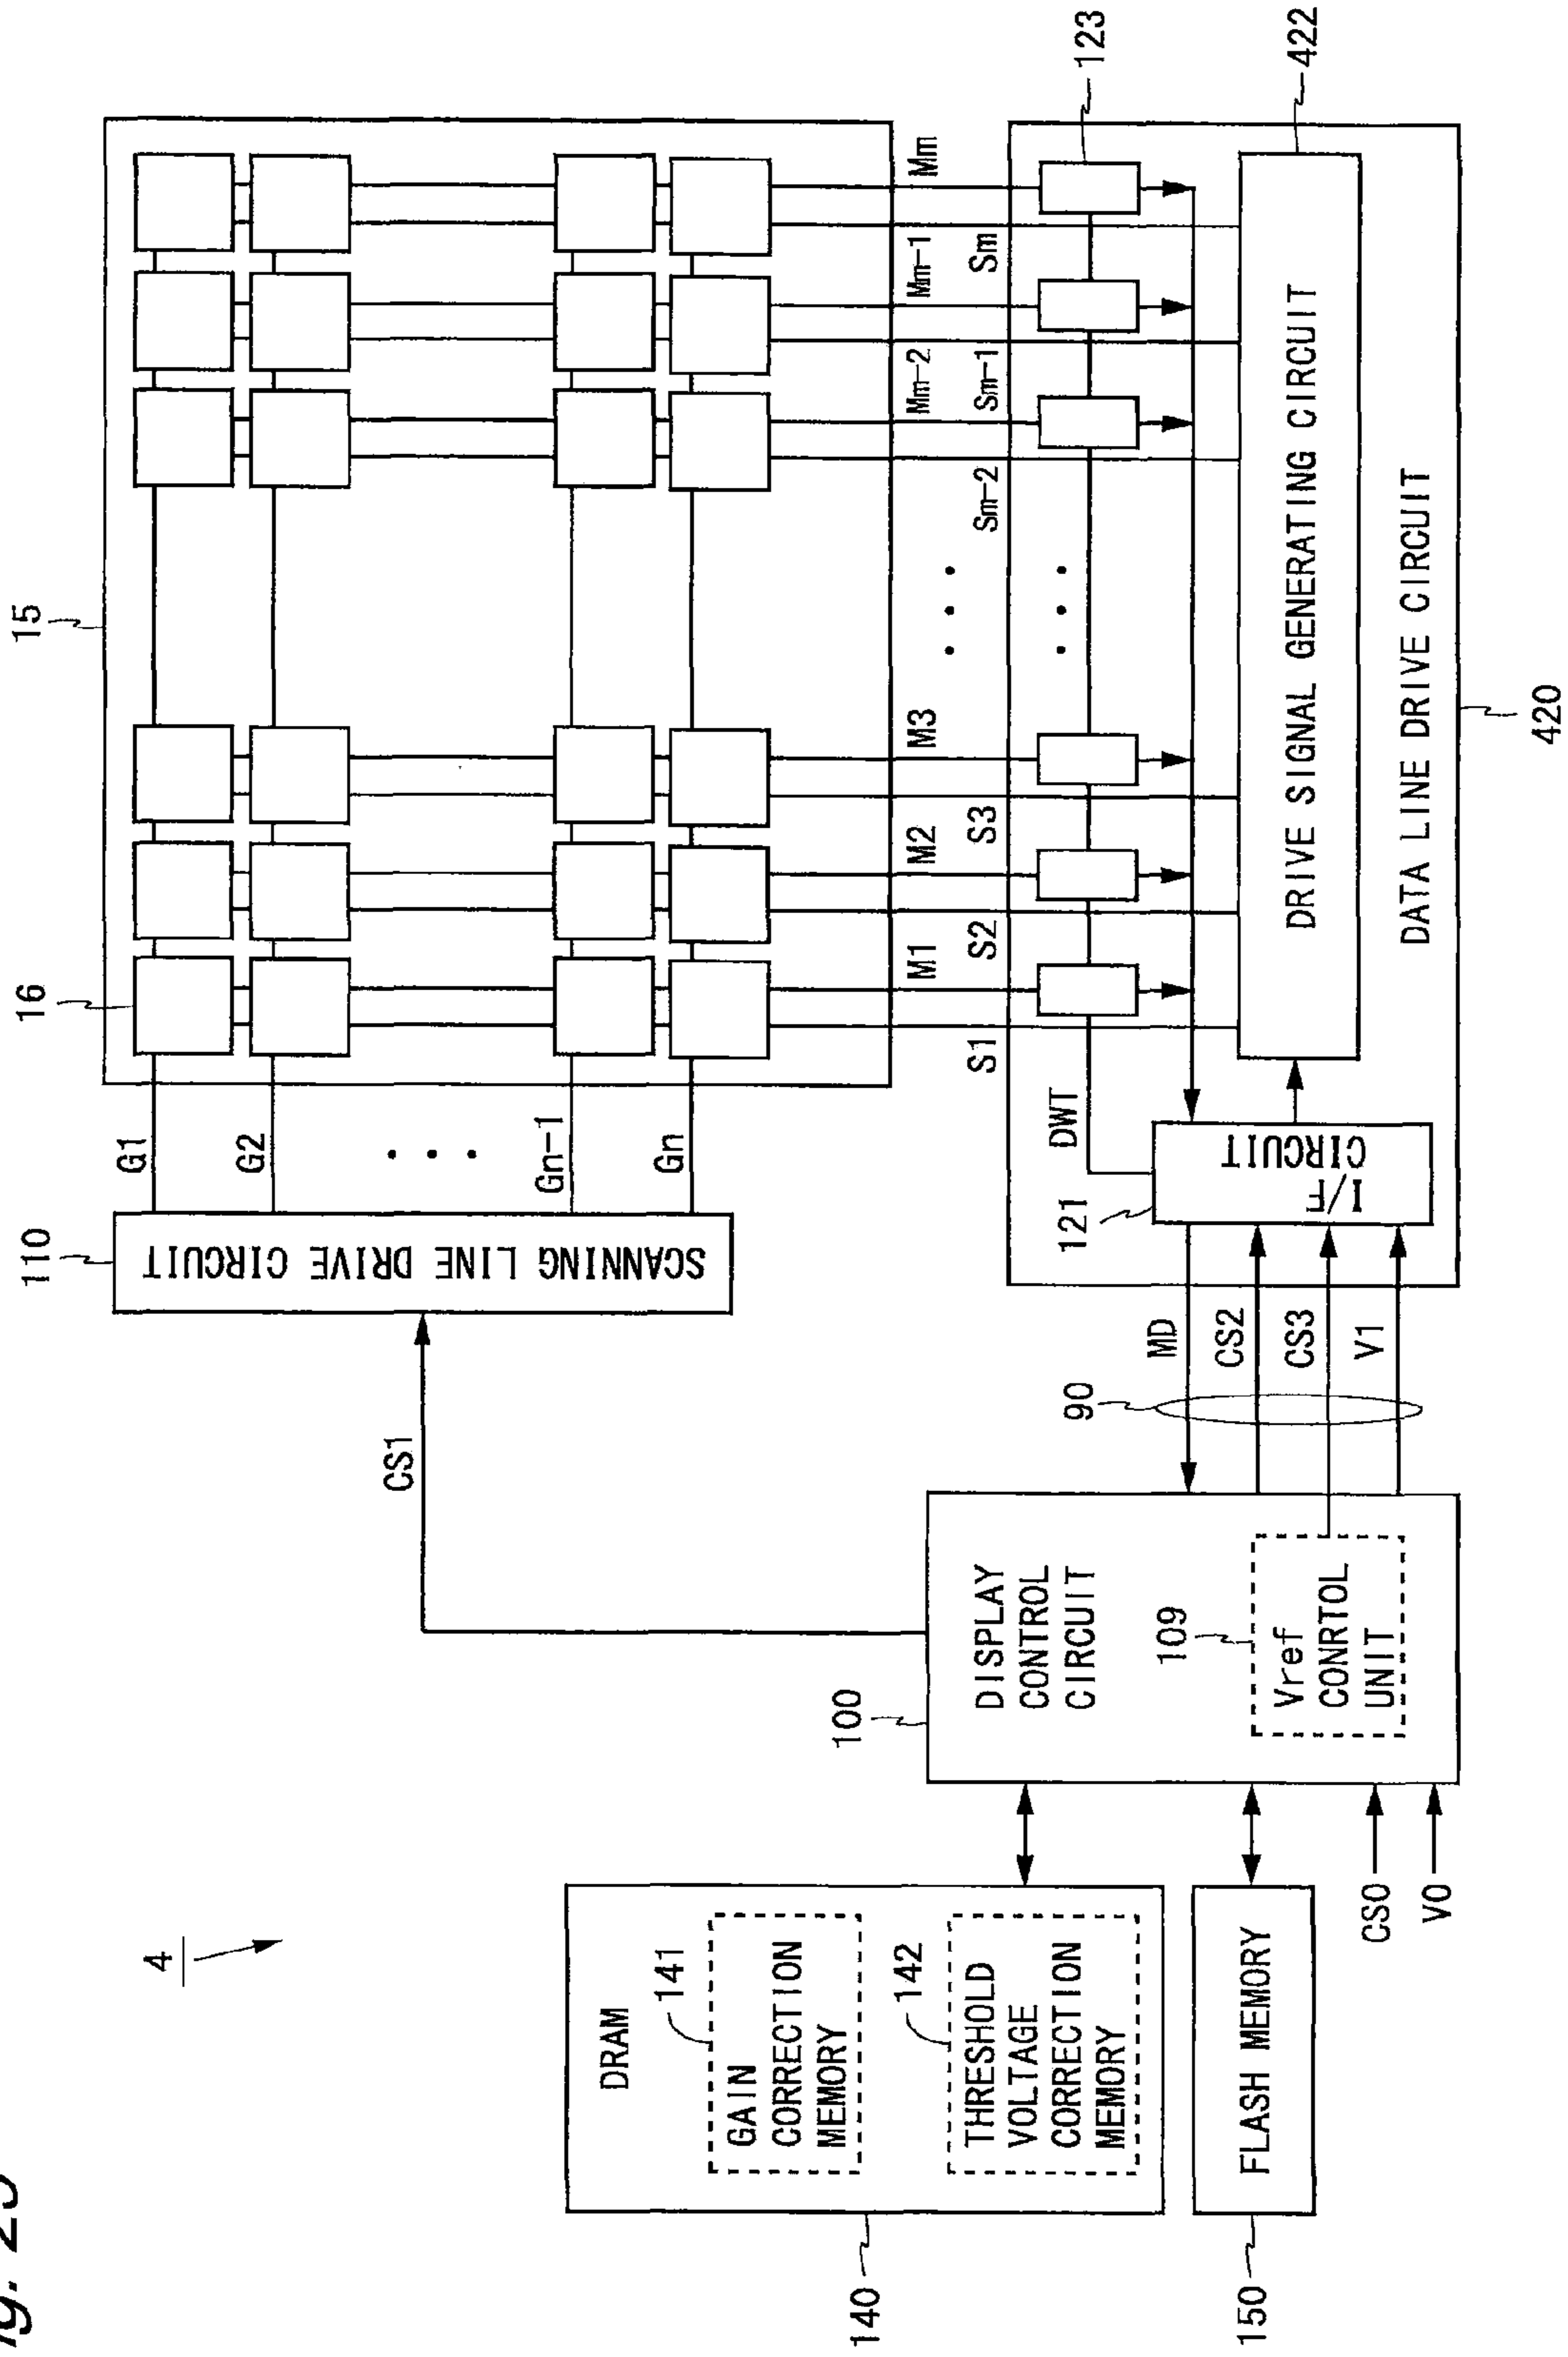 4
DRAM
141
GAIN
CORRECTION
MEMORY
142
THRESHOLD
VOLTAGE
CORRECTION
MEMORY
140
FLASH MEMORY
150
CS0
V0
100
DISPLAY
CONTROL
CIRCUIT
109
Vref
CONRTOL
UNIT
CS1
MD
CS2
CS3
V1
90
110
SCANNING LINE DRIVE CIRCUIT
G1
G2
Gn-1
Gn
15
16
S1
M1
S2
M2
S3
M3
Sm-2
Mm-2
Sm-1
Mm-1
Sm
Mm
DWT
121
I/F
CIRCUIT
123
DRIVE SIGNAL GENERATING CIRCUIT
422
DATA LINE DRIVE CIRCUIT
420